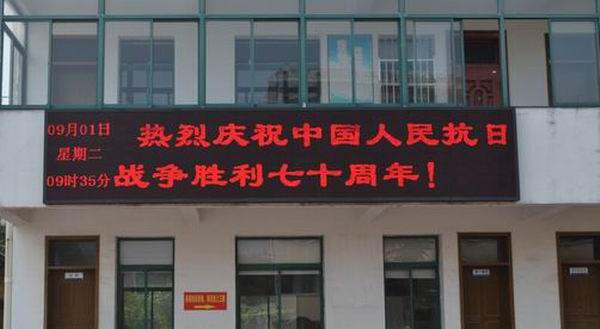 09月01日
星期二
09时35分
热烈庆祝中国人民抗日
战争胜利七十周年！